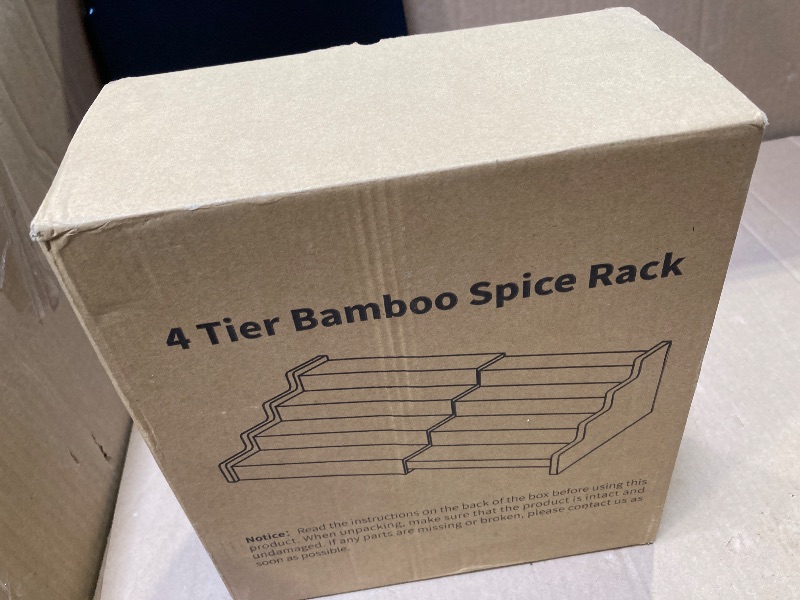 4 Tier Bamboo Spice Rack
Notice: Read the instructions on the back of the box before using this
product. When unpacking, make sure that the product is intact and
undamaged. If any parts are missing or broken, please contact us as
soon as possible.